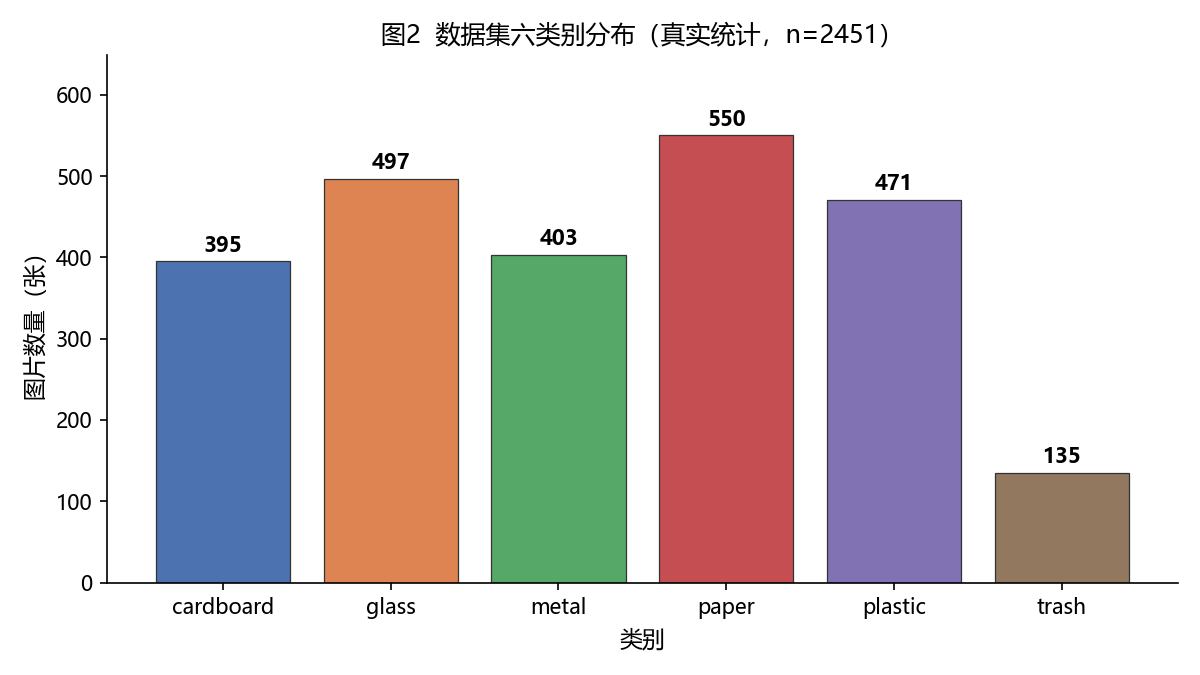 图2  数据集六类别分布（真实统计，n=2451）
图片数量（张）
600
500
400
300
200
100
0
395
497
403
550
471
135
cardboard
glass
metal
paper
plastic
trash
类别